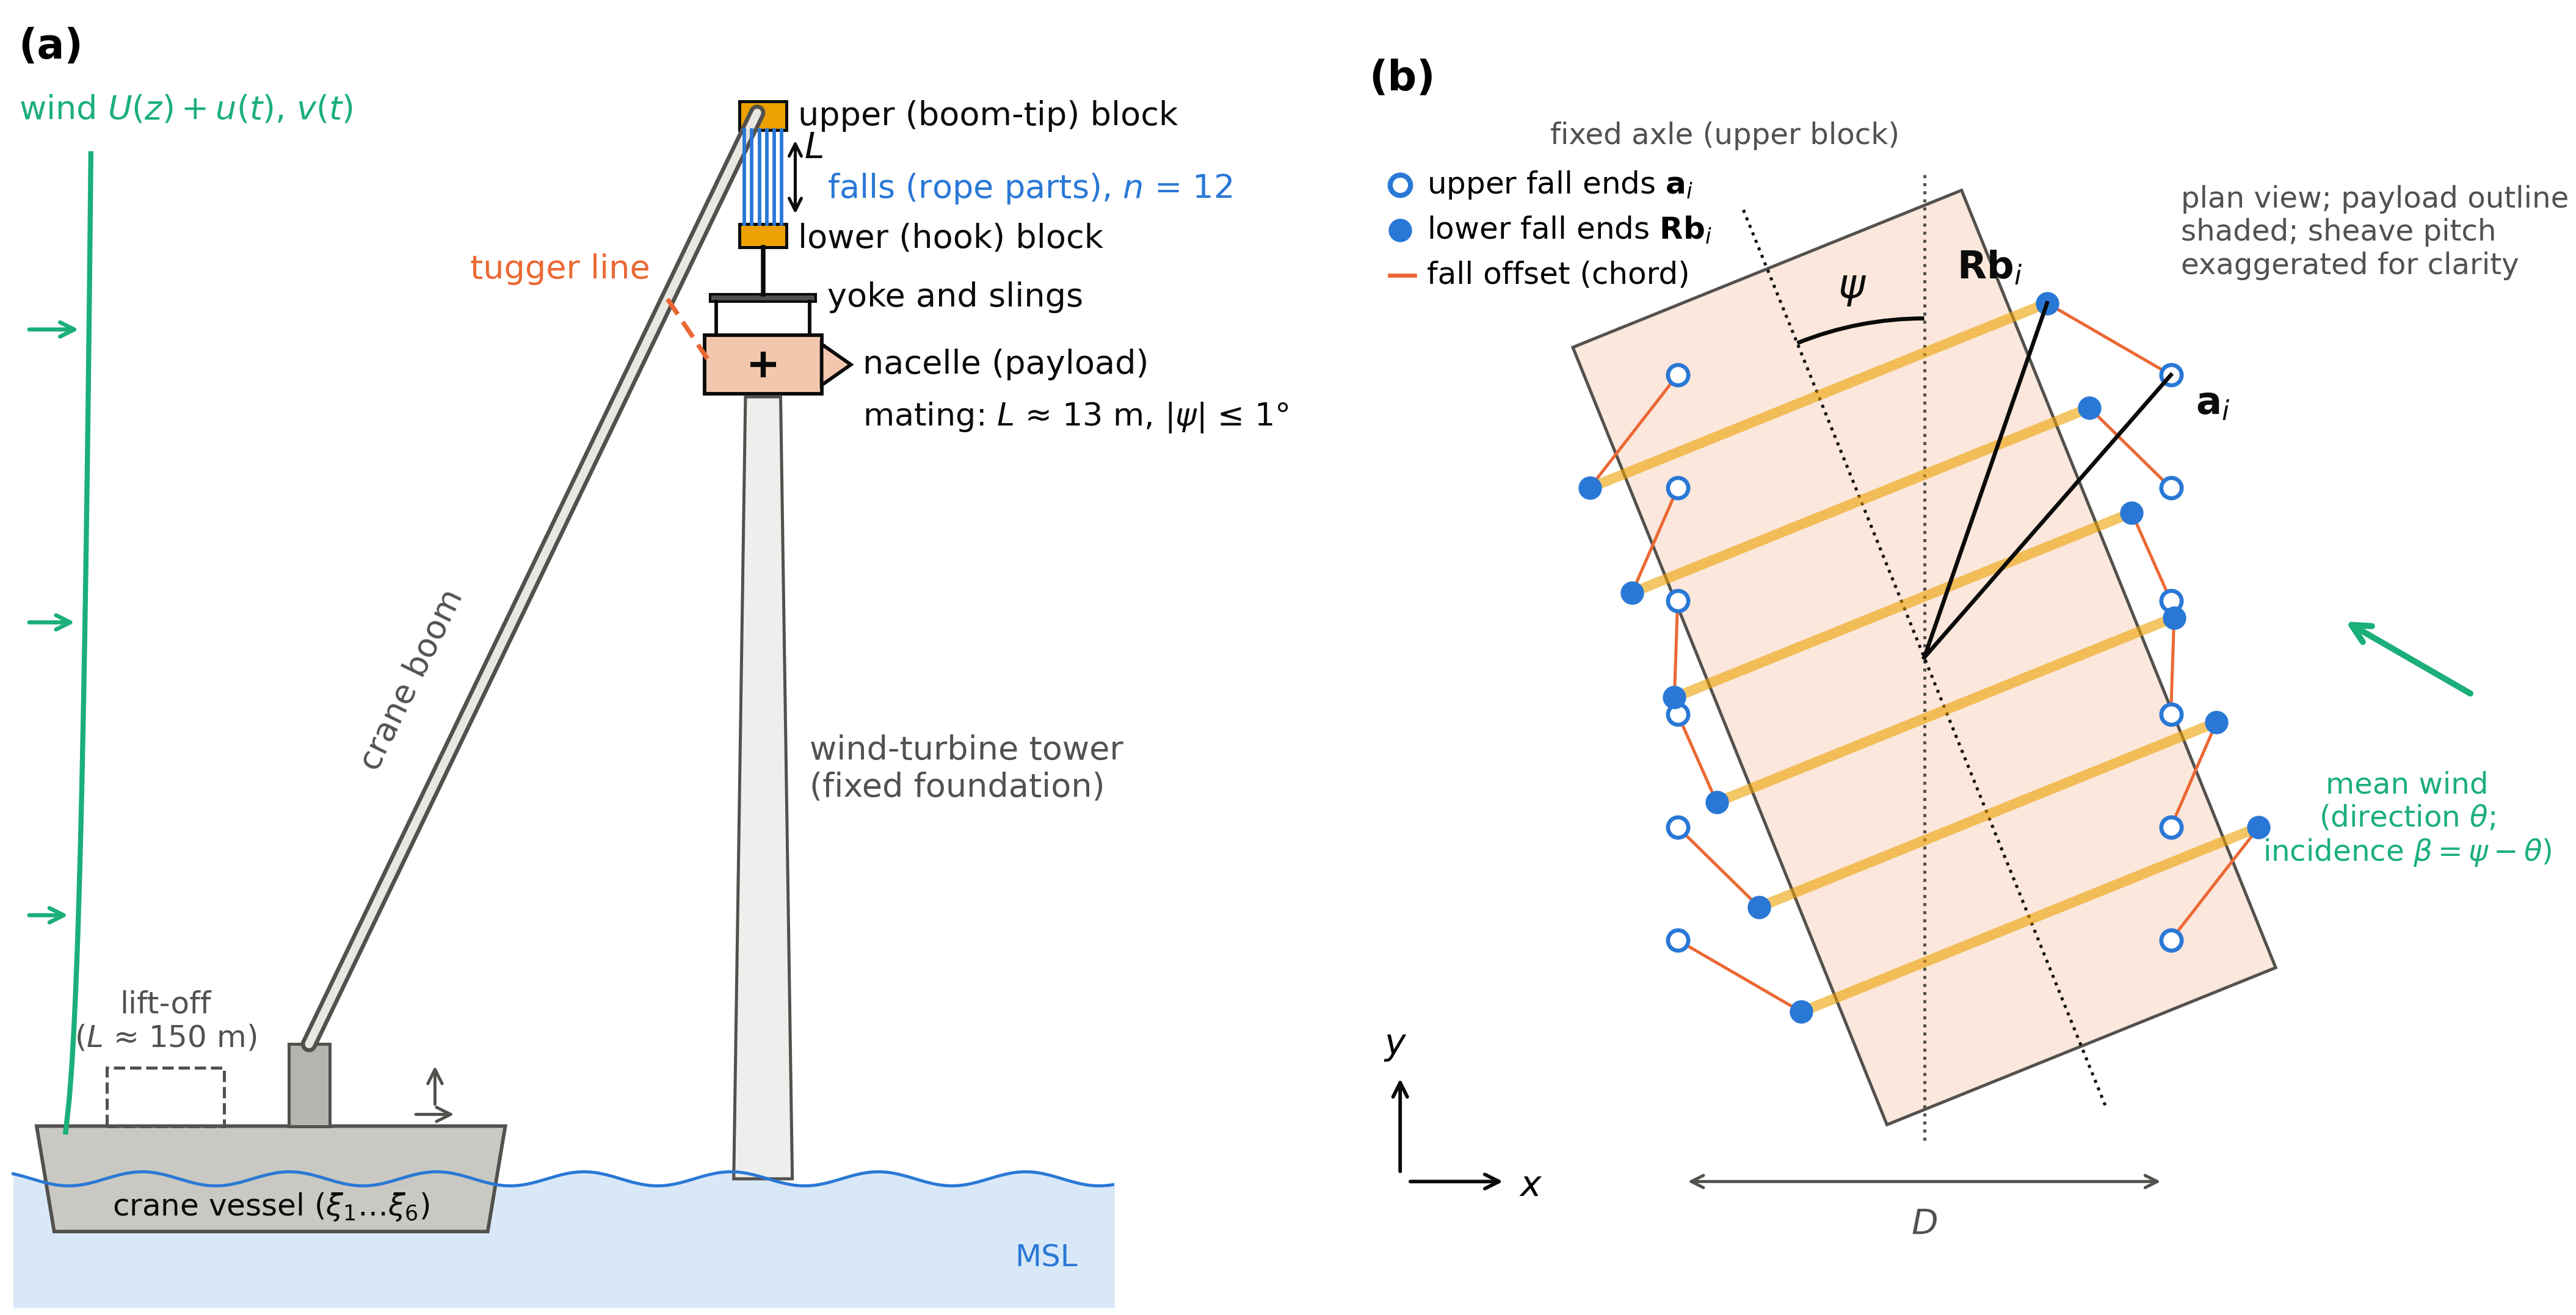 (a)
wind U(z) + u(t), v(t)
upper (boom-tip) block
L
falls (rope parts), n = 12
lower (hook) block
tugger line
yoke and slings
nacelle (payload)
mating: L ≈ 13 m, |ψ| ≤ 1°
crane boom
wind-turbine tower
(fixed foundation)
lift-off
(L ≈ 150 m)
crane vessel (ξ₁…ξ₆)
MSL
(b)
fixed axle (upper block)
upper fall ends aᵢ
lower fall ends Rbᵢ
fall offset (chord)
plan view; payload outline
shaded; sheave pitch
exaggerated for clarity
ψ
Rbᵢ
aᵢ
mean wind
(direction θ;
incidence β = ψ − θ)
y
x
D